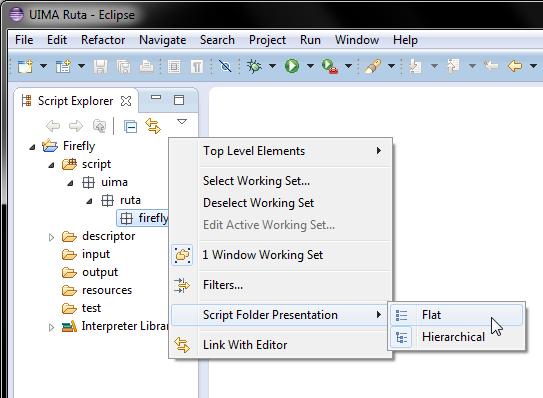 UIMA Ruta - Eclipse
File Edit Refactor Navigate Search Project Run Window Help
Script Explorer
Firefly
script
uima
ruta
firefly
descriptor
input
output
resources
test
Interpreter Librar
Top Level Elements
Select Working Set...
Deselect Working Set
Edit Active Working Set...
1 Window Working Set
Filters...
Script Folder Presentation
Link With Editor
Flat
Hierarchical